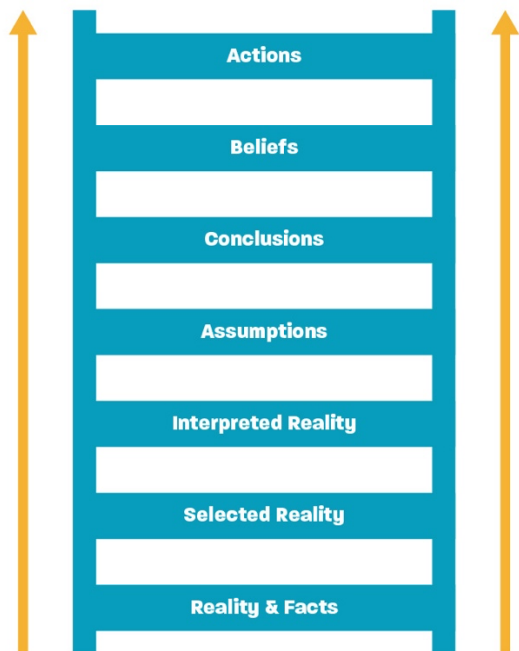 Actions
Beliefs
Conclusions
Assumptions
Interpreted Reality
Selected Reality
Reality & Facts